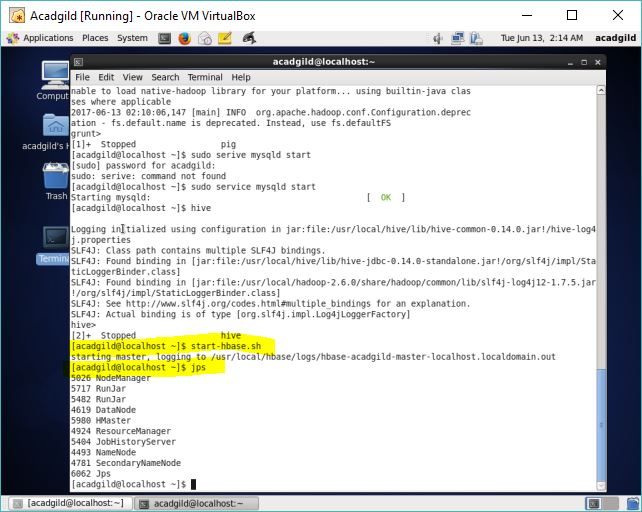 Acadgild [Running] - Oracle VM VirtualBox
Applications Places System Tue Jun 13, 2:14 AM acadgild
acadgild@localhost:~
File Edit View Search Terminal Help
Comput
acadgild's H
Trash
Termina
nable to load native-hadoop library for your platform... using builtin-java clas
ses where applicable
2017-06-13 02:10:06,147 [main] INFO  org.apache.hadoop.conf.Configuration.deprec
ation - fs.default.name is deprecated. Instead, use fs.defaultFS
grunt>
[1]+  Stopped                 pig
[acadgild@localhost ~]$ sudo serive mysqld start
[sudo] password for acadgild:
sudo: serive: command not found
[acadgild@localhost ~]$ sudo service mysqld start
Starting mysqld:                                           [  OK  ]
[acadgild@localhost ~]$ hive
Logging initialized using configuration in jar:file:/usr/local/hive/lib/hive-common-0.14.0.jar!/hive-log4
j.properties
SLF4J: Class path contains multiple SLF4J bindings.
SLF4J: Found binding in [jar:file:/usr/local/hive/lib/hive-jdbc-0.14.0-standalone.jar!/org/slf4j/impl/Sta
ticLoggerBinder.class]
SLF4J: Found binding in [jar:file:/usr/local/hadoop-2.6.0/share/hadoop/common/lib/slf4j-log4j12-1.7.5.jar
!/org/slf4j/impl/StaticLoggerBinder.class]
SLF4J: See http://www.slf4j.org/codes.html#multiple_bindings for an explanation.
SLF4J: Actual binding is of type [org.slf4j.impl.Log4jLoggerFactory]
hive>
[2]+  Stopped                 hive
[acadgild@localhost ~]$ start-hbase.sh
starting master, logging to /usr/local/hbase/logs/hbase-acadgild-master-localhost.localdomain.out
[acadgild@localhost ~]$ jps
5026 NodeManager
5717 RunJar
5482 RunJar
4619 DataNode
5980 HMaster
4924 ResourceManager
5404 JobHistoryServer
4493 NameNode
4781 SecondaryNameNode
6062 Jps
[acadgild@localhost ~]$
[acadgild@localhost:~] acadgild@localhost:~